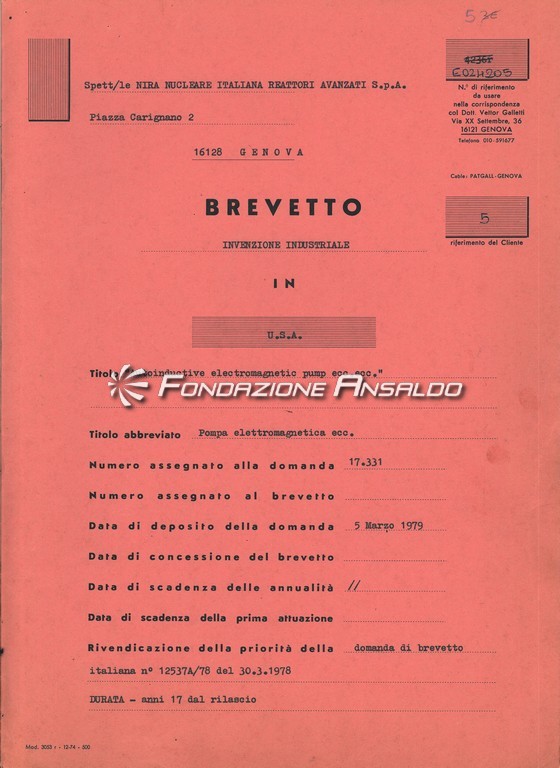 53E
Spett/le NIRA NUCLEARE ITALIANA REATTORI AVANZATI S.p.A.
Piazza Carignano 2
16128 G E N O V A
E024205
N.° di riferimento
da usare
nella corrispondenza
col Dott. Vettor Galletti
Via XX Settembre, 36
16121 GENOVA
Telefono 010-591677
Cable: PATGALL-GENOVA
BREVETTO
5
riferimento del Cliente
INVENZIONE INDUSTRIALE
IN
U.S.A.
Titolo electromagnetic pump ecc.ecc."
FONDAZIONE ANSALDO
Titolo abbreviato Pompa elettromagnetica ecc.
Numero assegnato alla domanda 17.331
Numero assegnato al brevetto
Data di deposito della domanda 5 Marzo 1979
Data di concessione del brevetto
Data di scadenza delle annualità //
Data di scadenza della prima attuazione
Rivendicazione della priorità della domanda di brevetto
italiana n° 12537A/78 del 30.3.1978
DURATA - anni 17 dal rilascio
Mod. 3053 r - 12-74 - 500